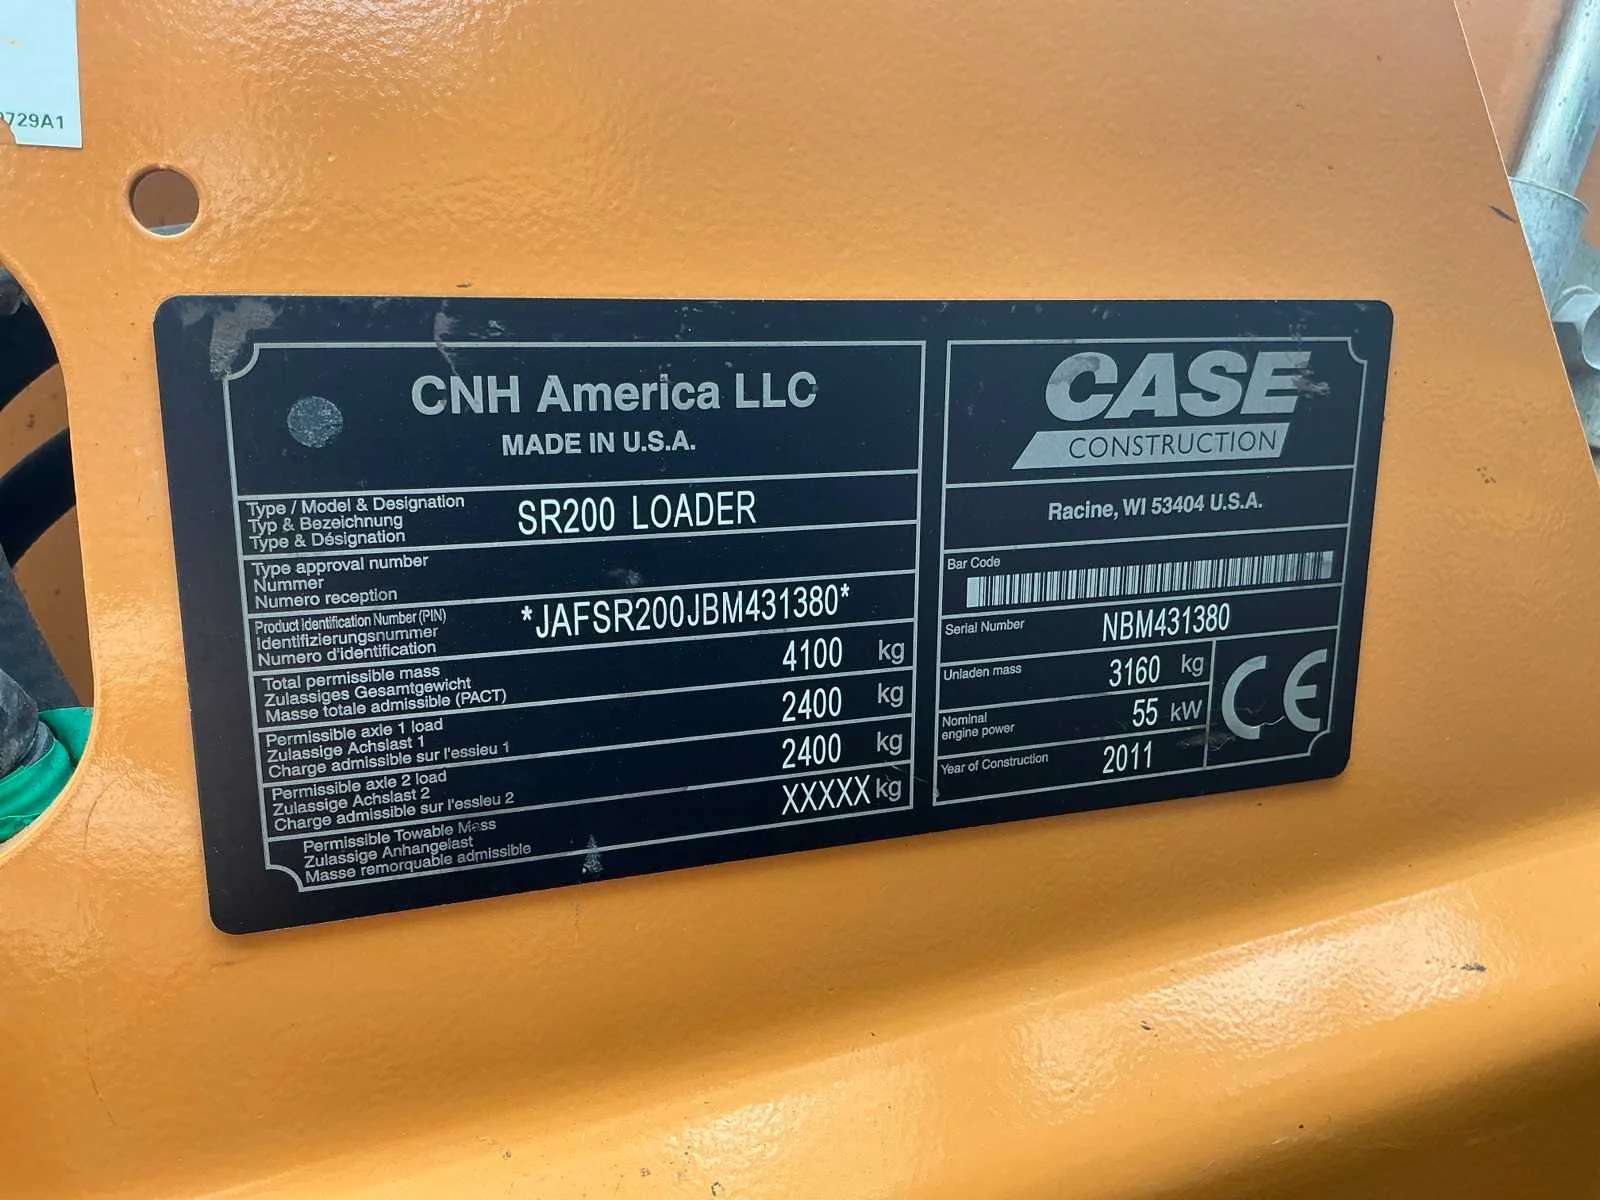 729A1
CNH America LLC
MADE IN U.S.A.
Type / Model & Designation
Typ & Bezeichnung
Type & Désignation
SR200 LOADER
Type approval number
Nummer
Numero reception
Product Identification Number (PIN)
Identifizierungsnummer
Numero d'identification
*JAFSR200JBM431380*
Total permissible mass
Zulassiges Gesamtgewicht
Masse totale admissible (PACT)
4100 kg
Permissible axle 1 load
Zulassige Achslast 1
Charge admissible sur l'essieu 1
2400 kg
Permissible axle 2 load
Zulassige Achslast 2
Charge admissible sur l'essleu 2
2400 kg
Permissible Towable Mass
Zulassige Anhangelast
Masse remorquable admissible
XXXXX kg
CASE
CONSTRUCTION
Racine, WI 53404 U.S.A.
Bar Code
Serial Number
NBM431380
Unladen mass
3160 kg
Nominal
engine power
55 kW
Year of Construction
2011
CE